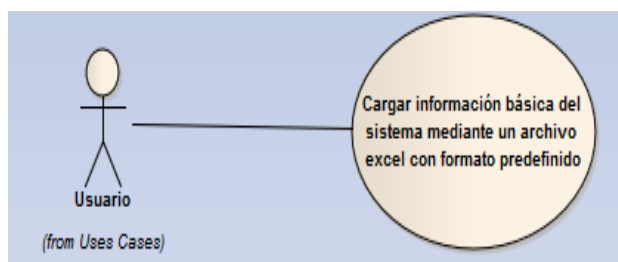 Cargar información básica del
sistema mediante un archivo
excel con formato predefinido
Usuario
(from Uses Cases)